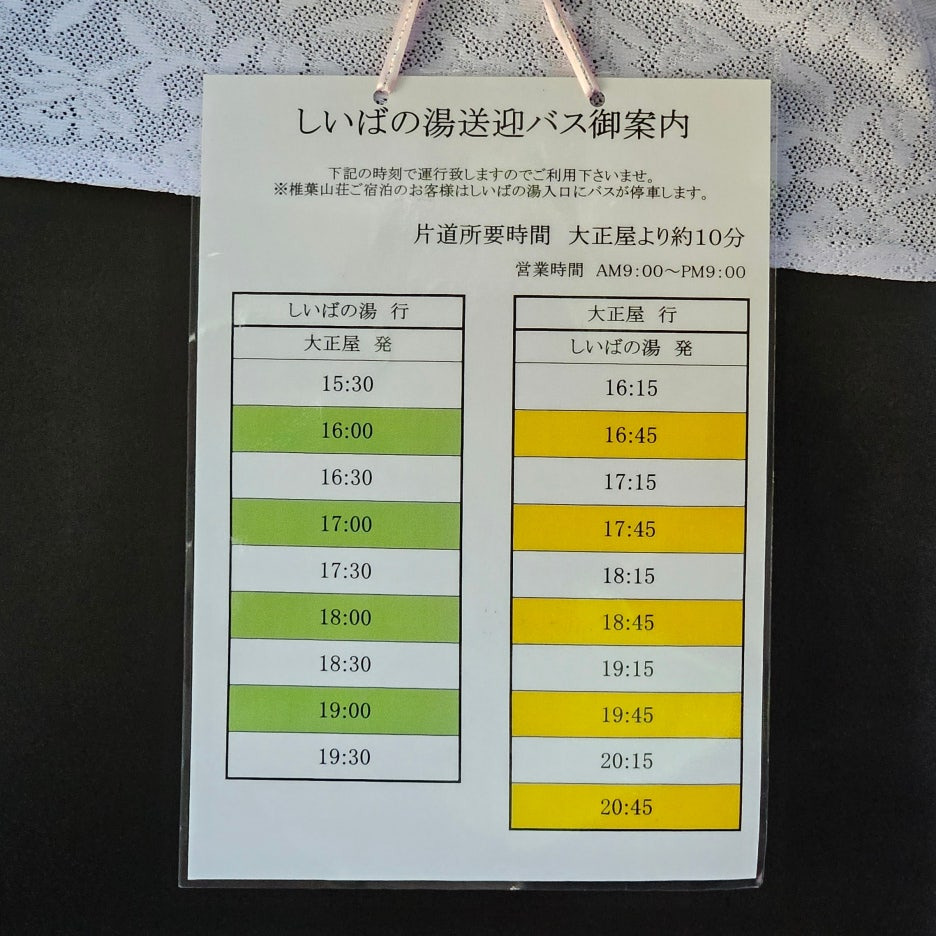 しいばの湯送迎バス御案内
下記の時刻で運行致しますのでご利用下さいませ。
※椎葉山荘ご宿泊のお客様はしいばの湯入口にバスが停車します。
片道所要時間　大正屋より約10分
営業時間　AM9:00～PM9:00
しいばの湯　行
大正屋　発
15:30
16:00
16:30
17:00
17:30
18:00
18:30
19:00
19:30
大正屋　行
しいばの湯　発
16:15
16:45
17:15
17:45
18:15
18:45
19:15
19:45
20:15
20:45